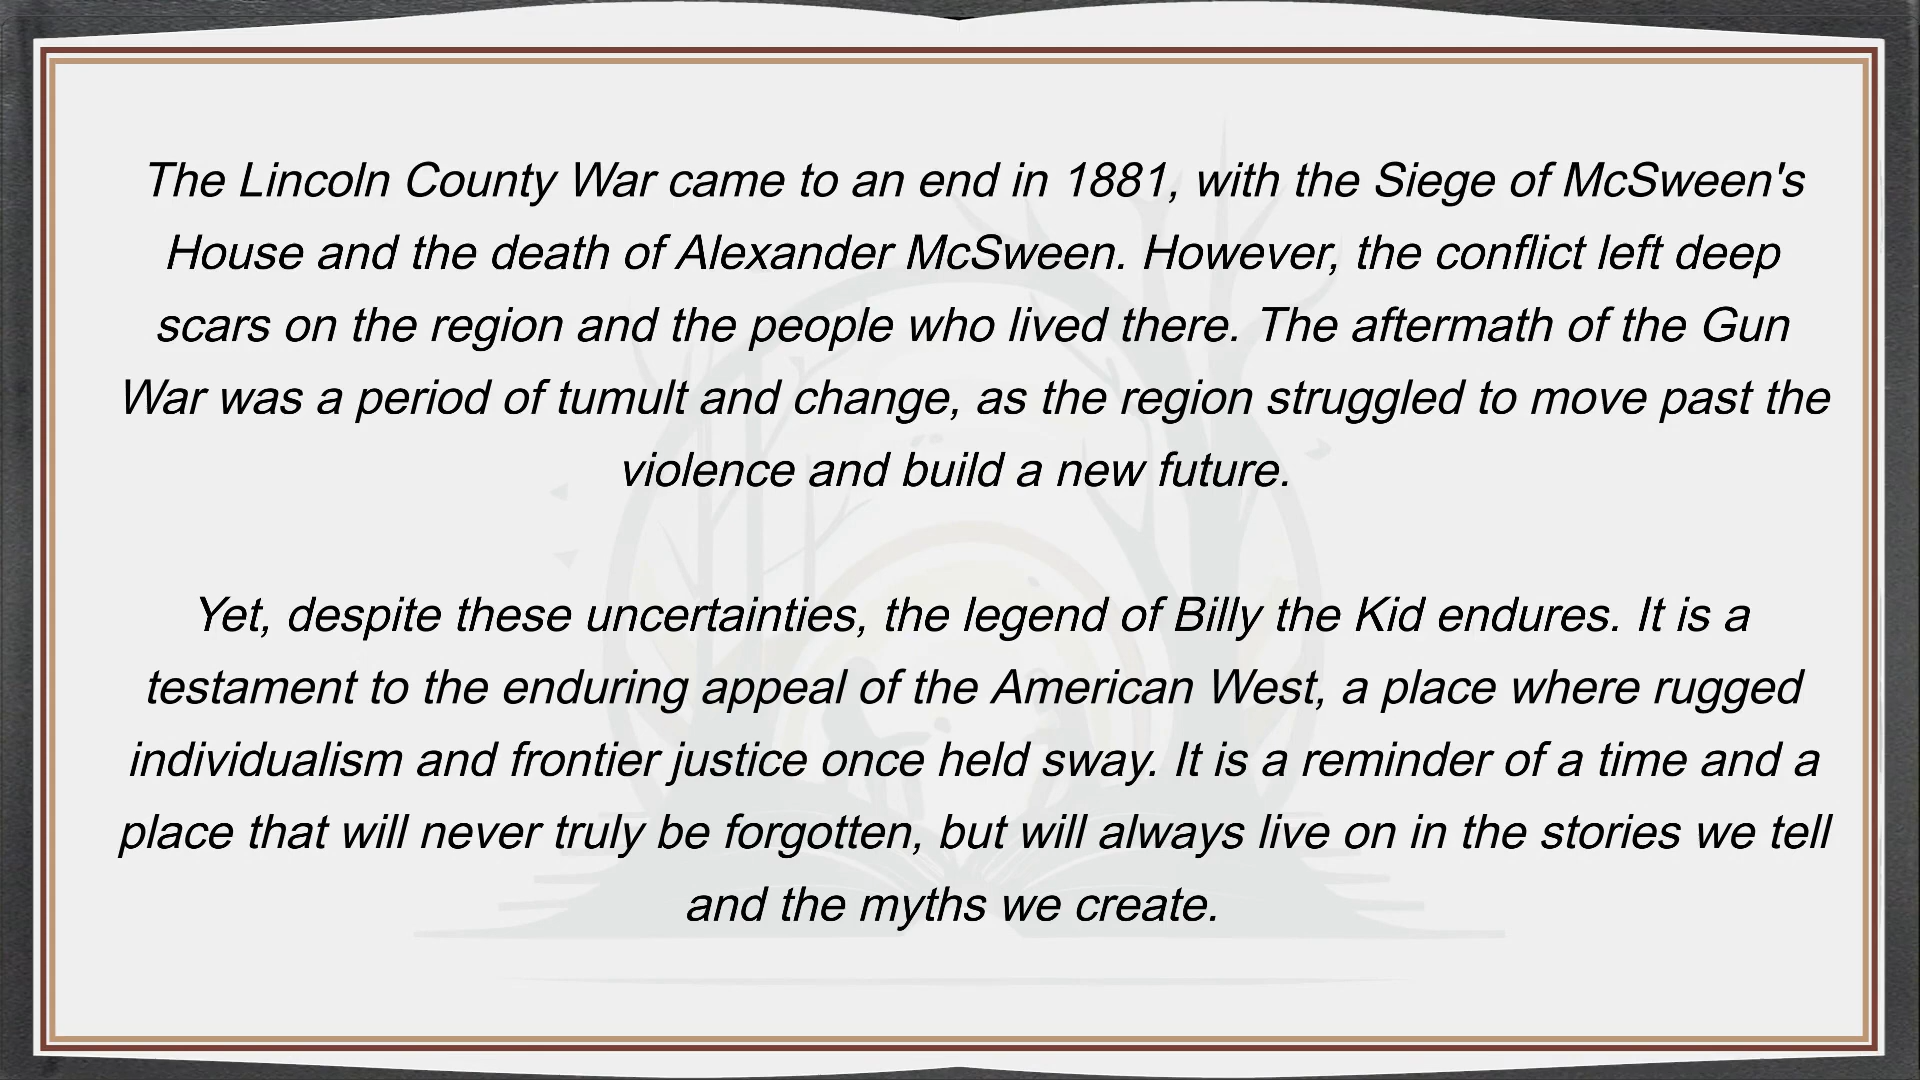 The Lincoln County War came to an end in 1881, with the Siege of McSween's
House and the death of Alexander McSween. However, the conflict left deep
scars on the region and the people who lived there. The aftermath of the Gun
War was a period of tumult and change, as the region struggled to move past the
violence and build a new future.
Yet, despite these uncertainties, the legend of Billy the Kid endures. It is a
testament to the enduring appeal of the American West, a place where rugged
individualism and frontier justice once held sway. It is a reminder of a time and a
place that will never truly be forgotten, but will always live on in the stories we tell
and the myths we create.